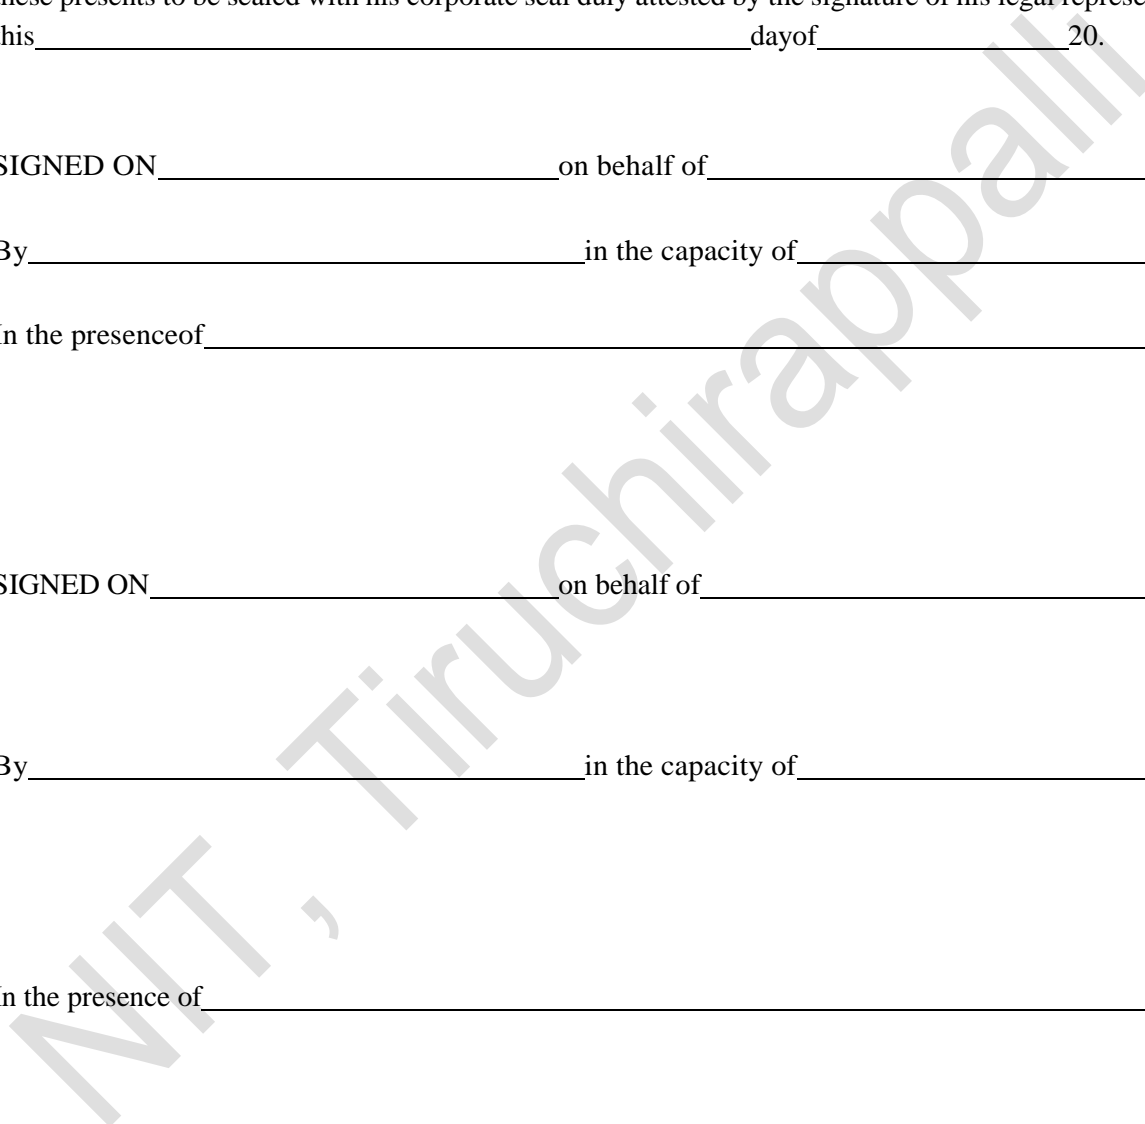 these presents to be sealed with his corporate seal duly attested by the signature of his legal
this dayof 20.
SIGNED ON on behalf of
By in the capacity of
In the presenceof
SIGNED ON on behalf of
By in the capacity of
In the presence of
NIT , Tiruchirappalli